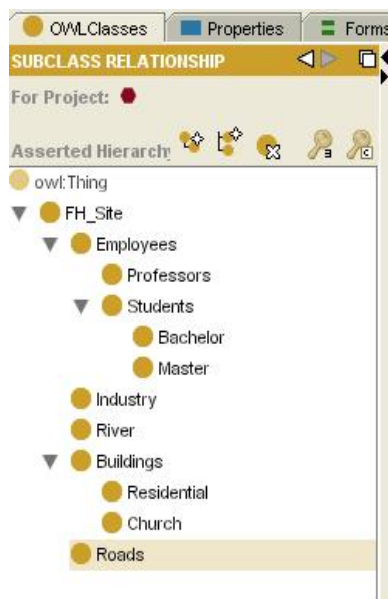 OWLClasses Properties Forms
SUBCLASS RELATIONSHIP
For Project:
Asserted Hierarch
owl:Thing
FH_Site
Employees
Professors
Students
Bachelor
Master
Industry
River
Buildings
Residential
Church
Roads